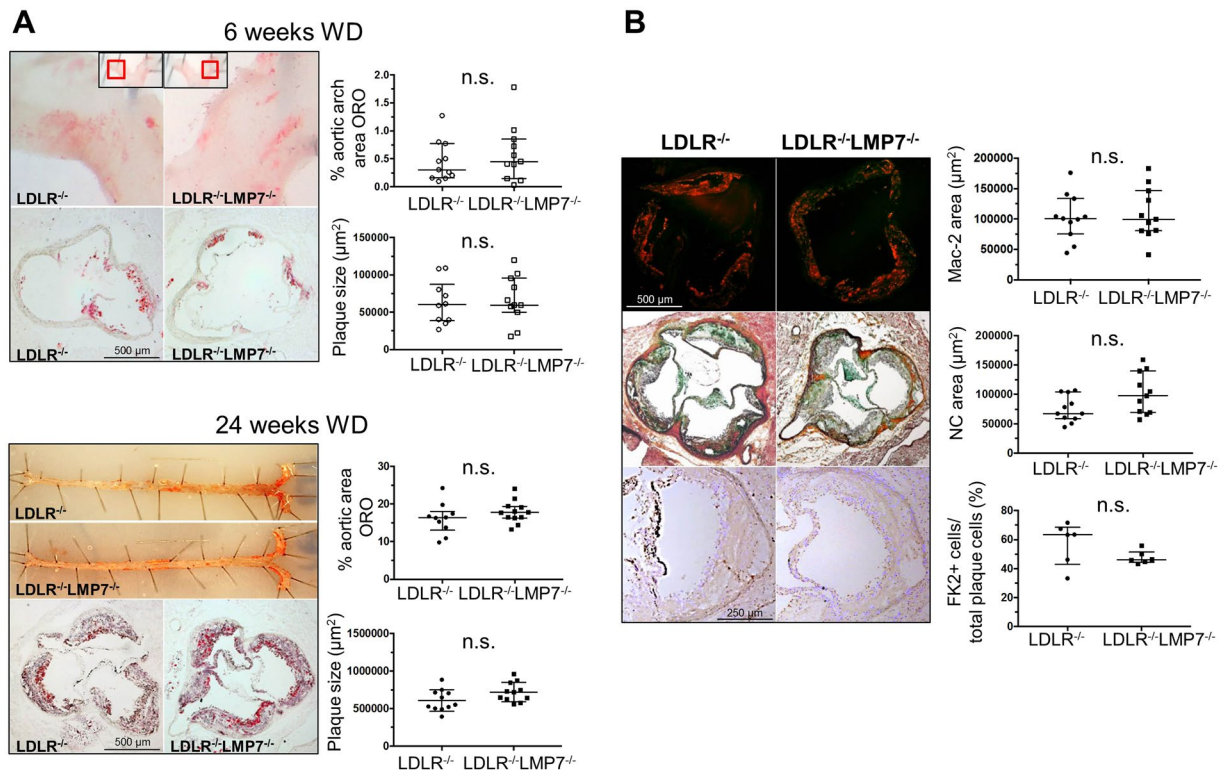 A
6 weeks WD
LDLR-/-
LDLR-/-LMP7-/-
LDLR-/-
500 µm
LDLR-/-LMP7-/-
% aortic arch
area ORO
n.s.
2.0
1.5
1.0
0.5
0.0
LDLR-/- LDLR-/-LMP7-/-
Plaque size (µm2)
n.s.
150000
100000
50000
0
LDLR-/- LDLR-/-LMP7-/-
24 weeks WD
LDLR-/-
LDLR-/-LMP7-/-
LDLR-/-
500 µm
LDLR-/-LMP7-/-
% aortic area
ORO
n.s.
30
20
10
0
LDLR-/- LDLR-/-LMP7-/-
Plaque size (µm2)
n.s.
1500000
1000000
500000
0
LDLR-/- LDLR-/-LMP7-/-
B
LDLR-/- LDLR-/-LMP7-/-
500 µm
250 µm
Mac-2 area (µm2)
n.s.
200000
150000
100000
50000
0
LDLR-/- LDLR-/-LMP7-/-
NC area (µm2)
n.s.
200000
150000
100000
50000
0
LDLR-/- LDLR-/-LMP7-/-
FK2+ cells/
total plaque cells (%)
n.s.
80
60
40
20
0
LDLR-/- LDLR-/-LMP7-/-